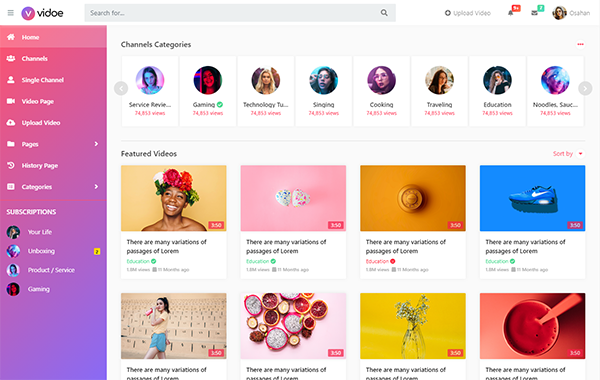 vidoe
Search for...
Upload Video
9+
7
Osahan
Home
Channels
Single Channel
Video Page
Upload Video
Pages
History Page
Categories
SUBSCRIPTIONS
Your Life
Unboxing
2
Product / Service
Gaming
Channels Categories
Service Revie...
74,853 views
Gaming
74,853 views
Technology Tu...
74,853 views
Singing
74,853 views
Cooking
74,853 views
Traveling
74,853 views
Education
74,853 views
Noodles, Sauc...
74,853 views
Featured Videos
Sort by
3:50
There are many variations of
passages of Lorem
Education
1.8M views 11 Months ago
3:50
There are many variations of
passages of Lorem
Education
1.8M views 11 Months ago
3:50
There are many variations of
passages of Lorem
Education
1.8M views 11 Months ago
3:50
There are many variations of
passages of Lorem
Education
1.8M views 11 Months ago
3:50
3:50
3:50
3:50
There are many variations of
There are many variations of
There are many variations of
There are many variations of
passages of Lorem
passages of Lorem
passages of Lorem
passages of Lorem